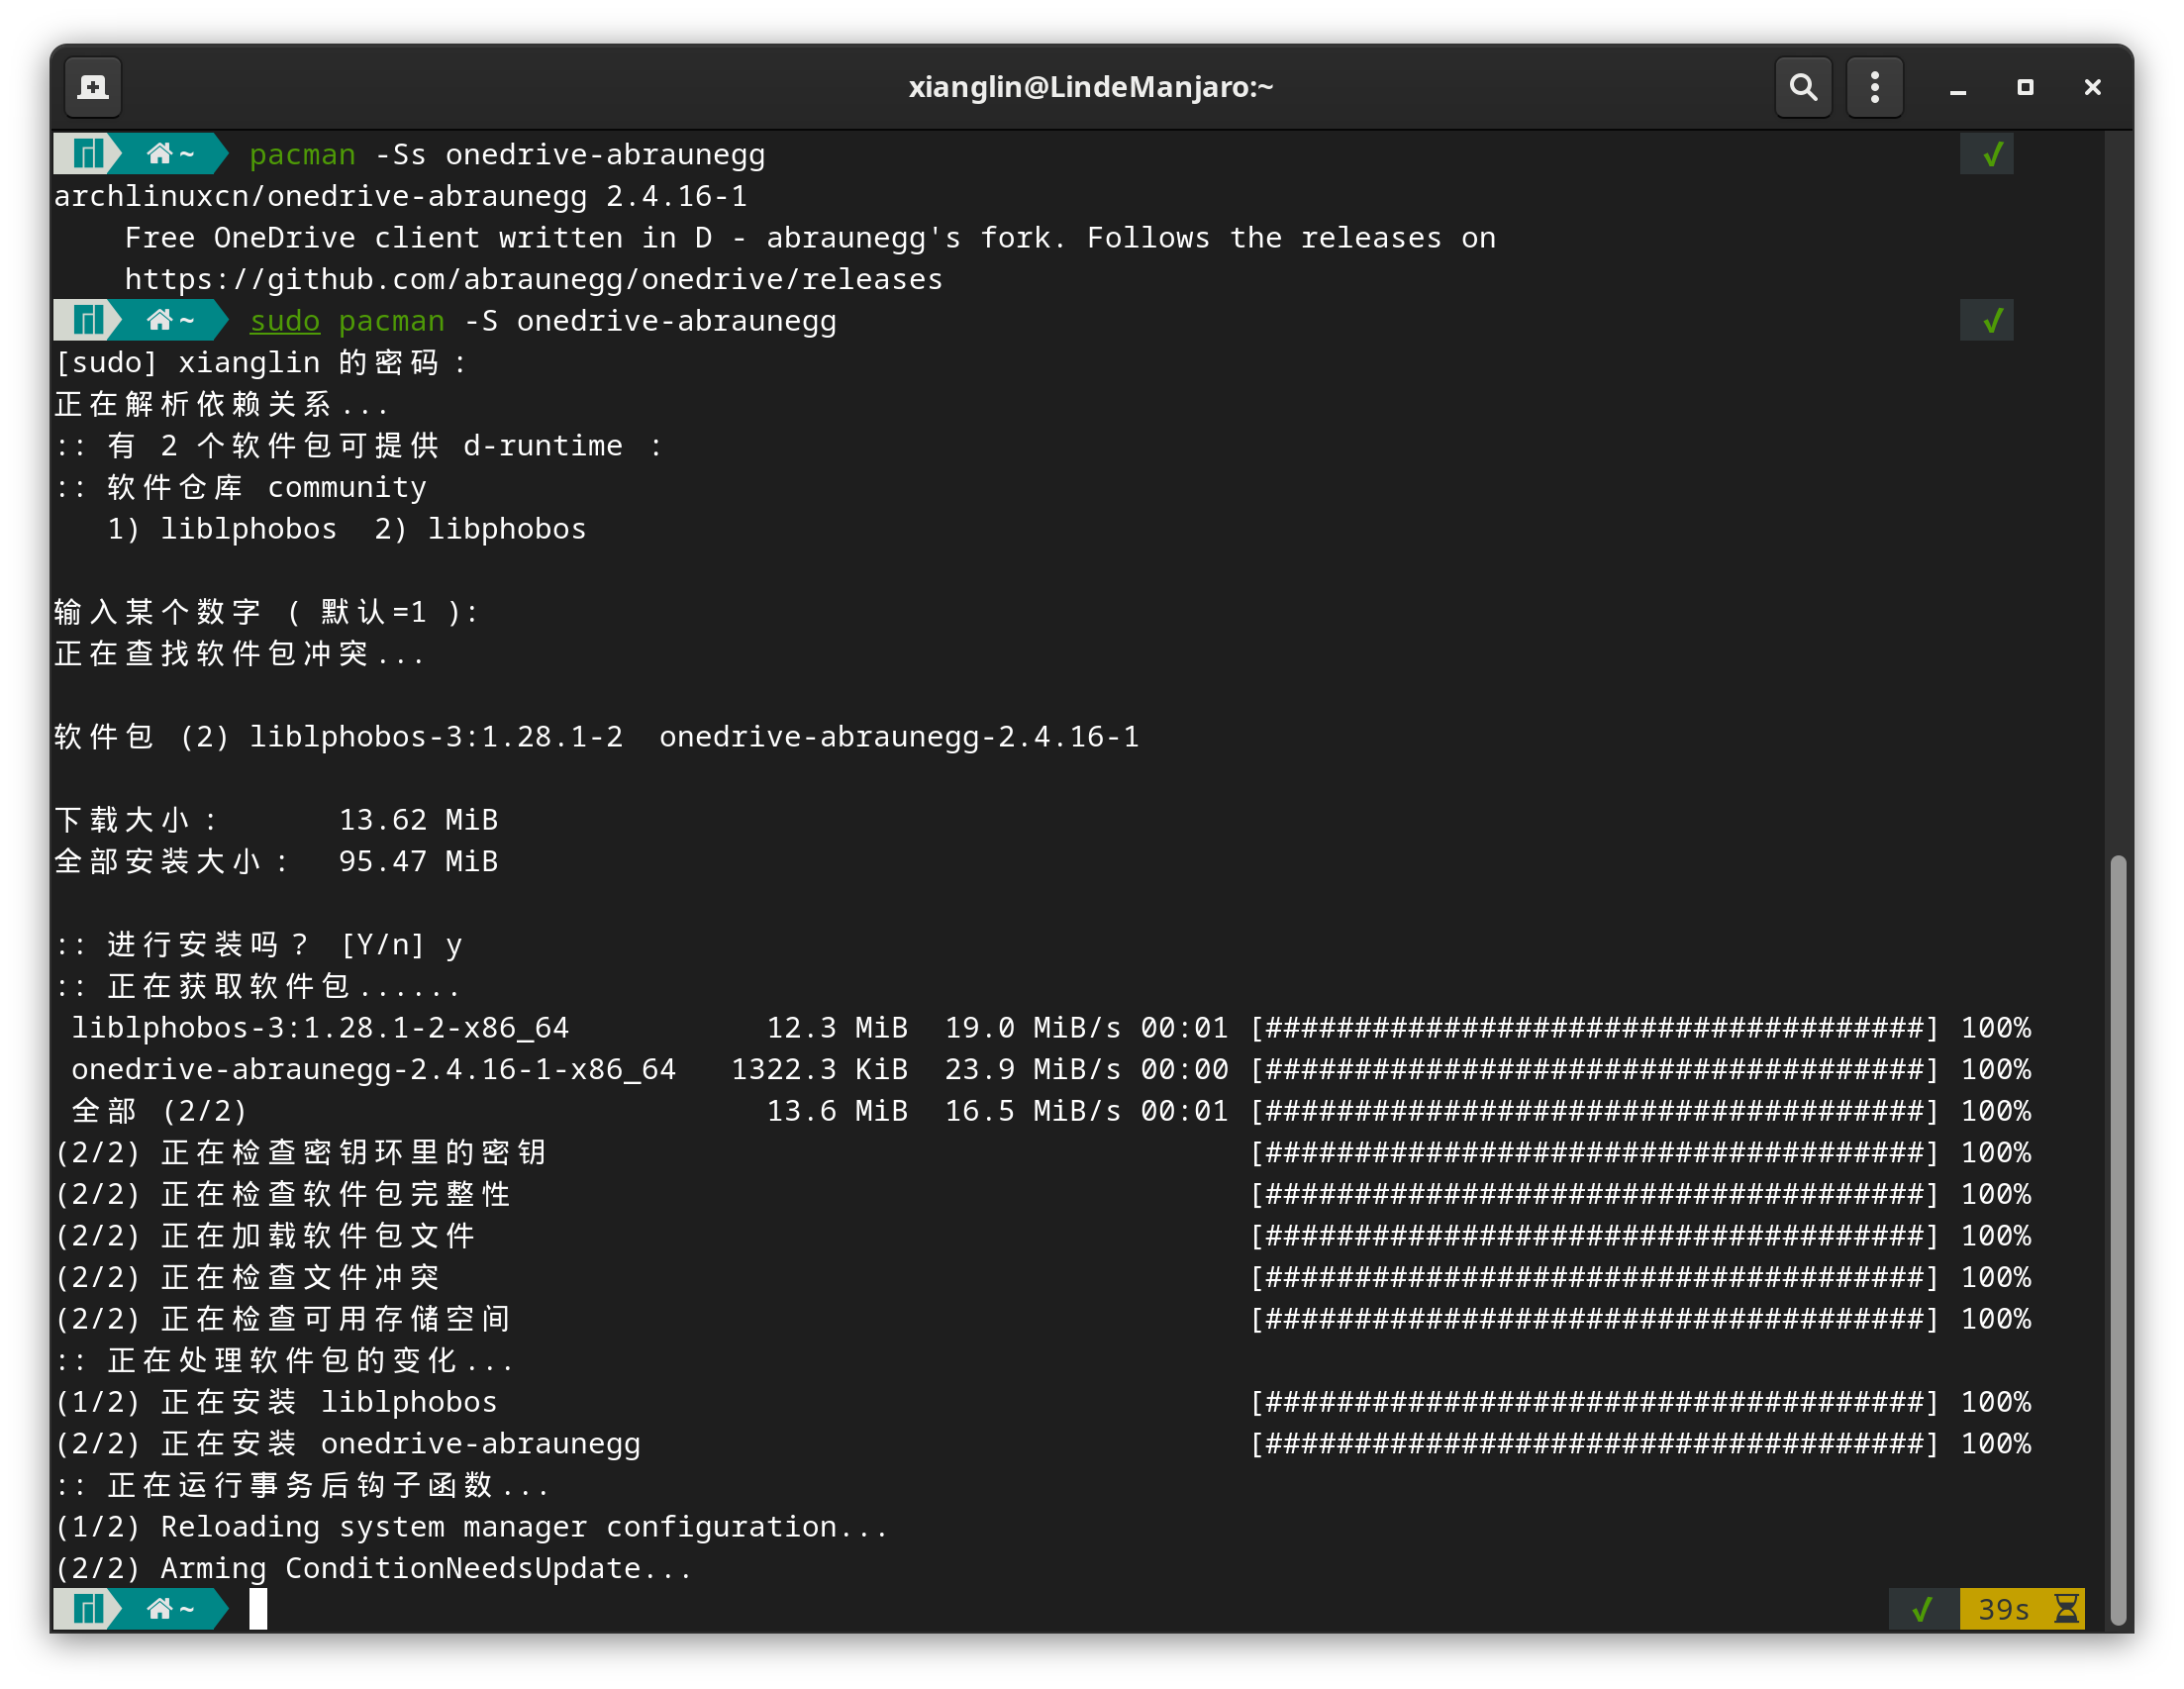 xianglin@LindeManjaro:~
~ pacman -Ss onedrive-abraunegg ✓
archlinuxcn/onedrive-abraunegg 2.4.16-1
Free OneDrive client written in D - abraunegg's fork. Follows the releases on
https://github.com/abraunegg/onedrive/releases
~ sudo pacman -S onedrive-abraunegg ✓
[sudo] xianglin 的密码：
正在解析依赖关系...
:: 有 2 个软件包可提供 d-runtime ：
:: 软件仓库 community
1) liblphobos  2) libphobos
输入某个数字 ( 默认=1 ):
正在查找软件包冲突...
软件包 (2) liblphobos-3:1.28.1-2  onedrive-abraunegg-2.4.16-1
下载大小： 13.62 MiB
全部安装大小： 95.47 MiB
:: 进行安装吗？ [Y/n] y
:: 正在获取软件包......
liblphobos-3:1.28.1-2-x86_64 12.3 MiB 19.0 MiB/s 00:01 [#####################################] 100%
onedrive-abraunegg-2.4.16-1-x86_64 1322.3 KiB 23.9 MiB/s 00:00 [#####################################] 100%
全部 (2/2) 13.6 MiB 16.5 MiB/s 00:01 [#####################################] 100%
(2/2) 正在检查密钥环里的密钥 [#####################################] 100%
(2/2) 正在检查软件包完整性 [#####################################] 100%
(2/2) 正在加载软件包文件 [#####################################] 100%
(2/2) 正在检查文件冲突 [#####################################] 100%
(2/2) 正在检查可用存储空间 [#####################################] 100%
:: 正在处理软件包的变化...
(1/2) 正在安装 liblphobos [#####################################] 100%
(2/2) 正在安装 onedrive-abraunegg [#####################################] 100%
:: 正在运行事务后钩子函数...
(1/2) Reloading system manager configuration...
(2/2) Arming ConditionNeedsUpdate...
~ ✓ 39s